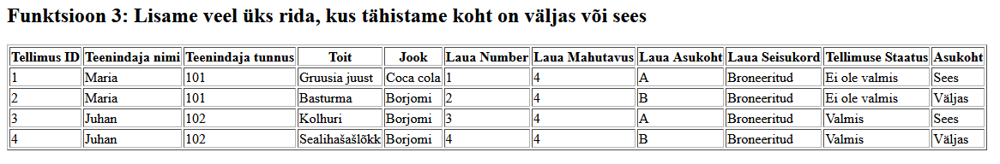 Funktsioon 3: Lisame veel üks rida, kus tähistame koht on väljas või sees
Tellimus ID Teenindaja nimi Teenindaja tunnus Toit Jook Laua Number Laua Mahutavus Laua Asukoht Laua Seisukord Tellimuse Staatus Asukoht
1 Maria 101 Gruusia juust Coca cola 1 4 A Broneeritud Ei ole valmis Sees
2 Maria 101 Basturma Borjomi 2 4 B Broneeritud Ei ole valmis Väljas
3 Juhan 102 Kolhuri Borjomi 3 4 A Broneeritud Valmis Sees
4 Juhan 102 Sealihašašlõkk Borjomi 4 4 B Broneeritud Valmis Väljas